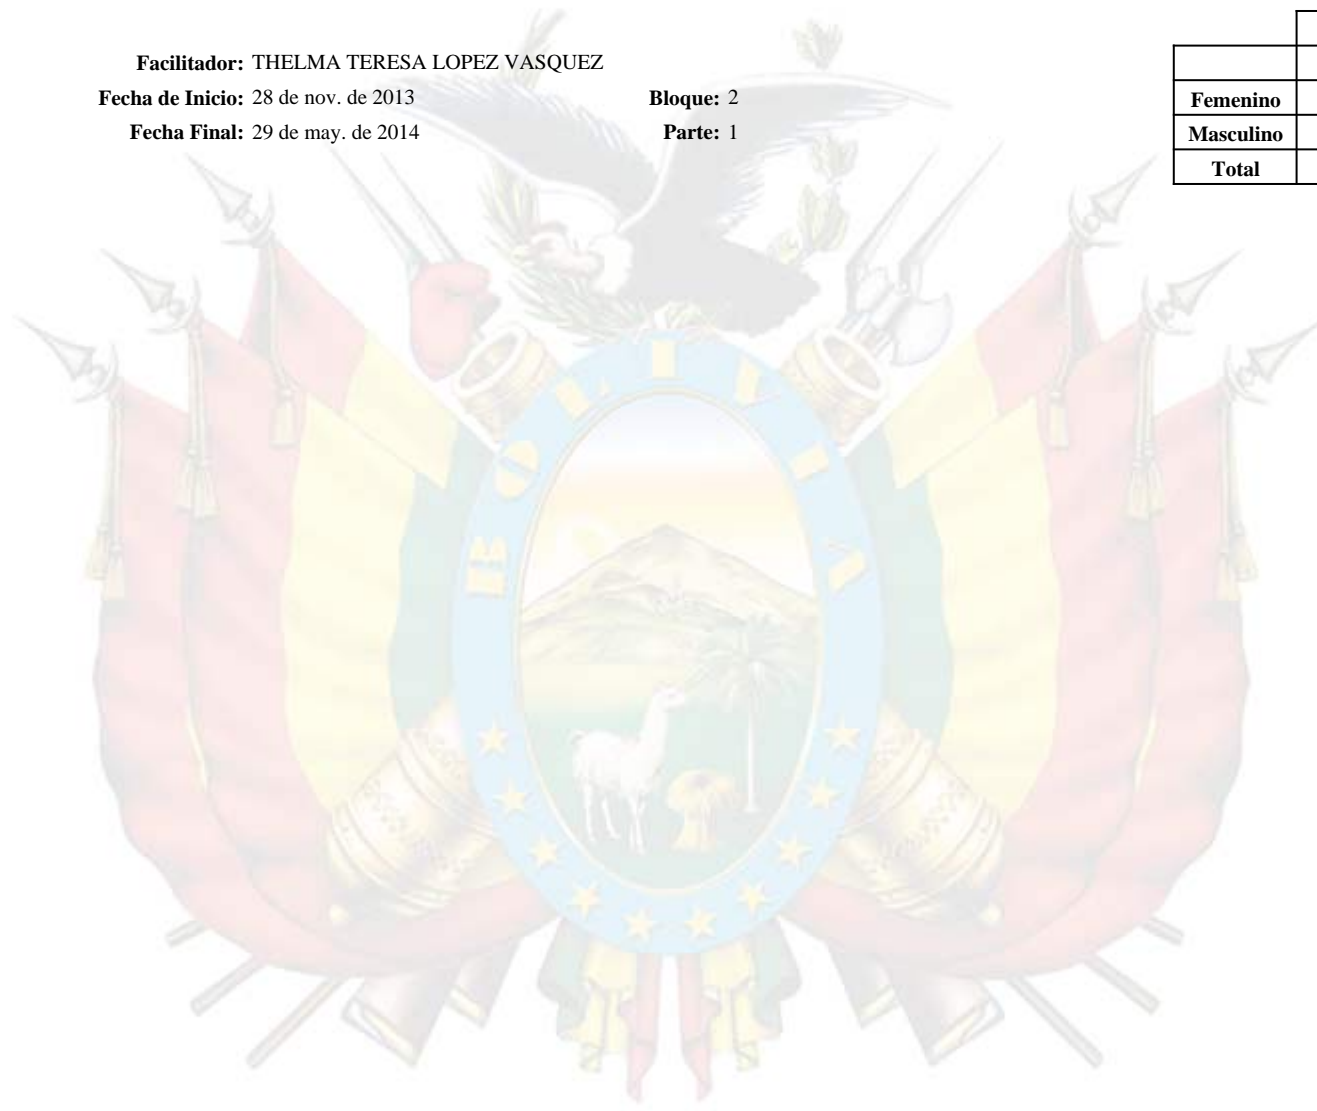 Facilitador: THELMA TERESA LOPEZ VASQUEZ
Fecha de Inicio: 28 de nov. de 2013 Bloque: 2
Fecha Final: 29 de may. de 2014 Parte: 1
Femenino
Masculino
Total
BOLIVIA